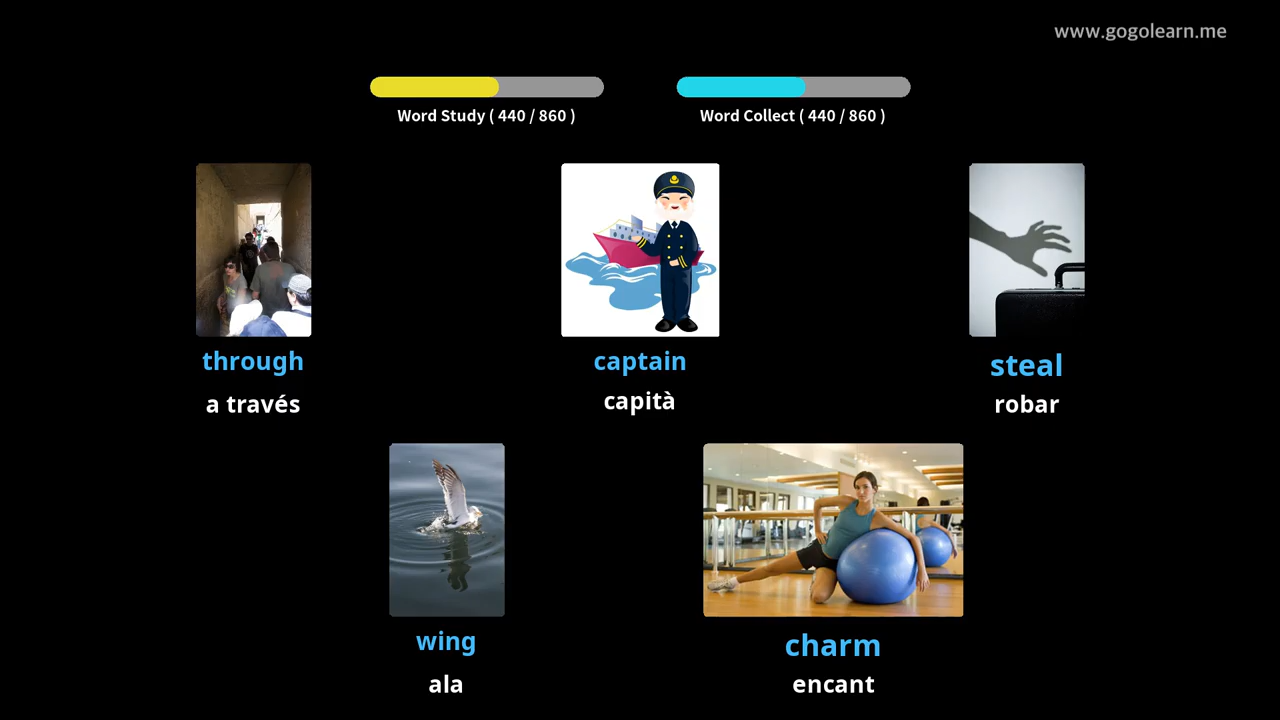 www.gogolearn.me
Word Study ( 440 / 860 )
Word Collect ( 440 / 860 )
through
a través
captain
capità
steal
robar
wing
ala
charm
encant